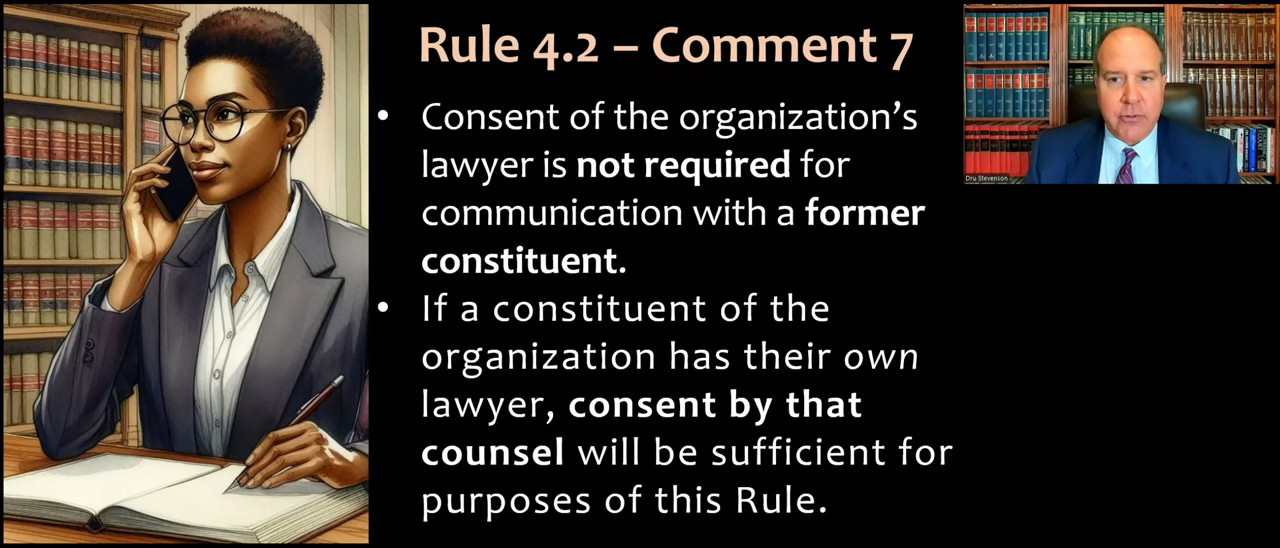 Rule 4.2 – Comment 7
• Consent of the organization’s
lawyer is not required for
communication with a former
constituent.
• If a constituent of the
organization has their own
lawyer, consent by that
counsel will be sufficient for
purposes of this Rule.
Dru Stevenson